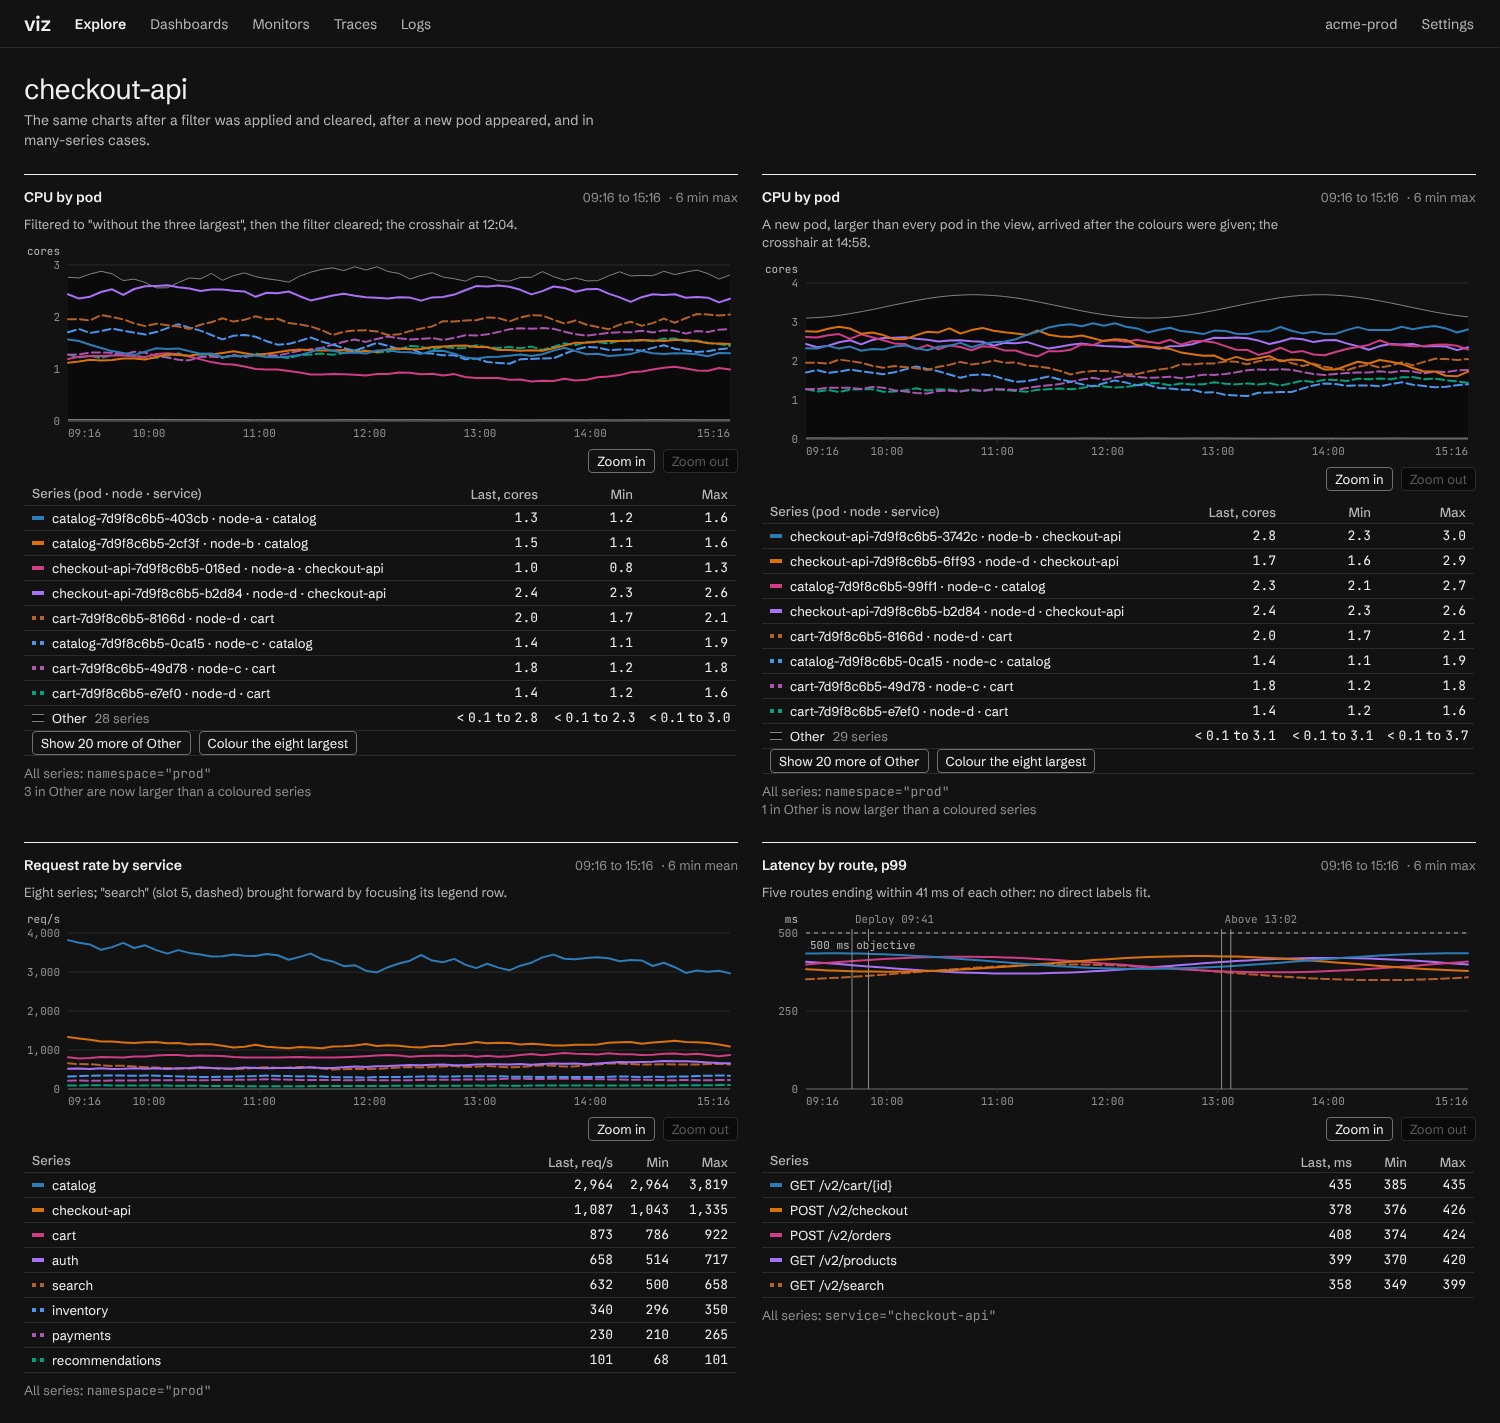 viz Explore Dashboards Monitors Traces Logs acme-prod Settings
checkout-api
The same charts after a filter was applied and cleared, after a new pod appeared, and in
many-series cases.
CPU by pod 09:16 to 15:16 · 6 min max
Filtered to "without the three largest", then the filter cleared; the crosshair at 12:04.
cores
3
2
1
0
09:16 10:00 11:00 12:00 13:00 14:00 15:16
Zoom in Zoom out
Series (pod · node · service) Last, cores Min Max
catalog-7d9f8c6b5-403cb · node-a · catalog 1.3 1.2 1.6
catalog-7d9f8c6b5-2cf3f · node-b · catalog 1.5 1.1 1.6
checkout-api-7d9f8c6b5-018ed · node-a · checkout-api 1.0 0.8 1.3
checkout-api-7d9f8c6b5-b2d84 · node-d · checkout-api 2.4 2.3 2.6
cart-7d9f8c6b5-8166d · node-d · cart 2.0 1.7 2.1
catalog-7d9f8c6b5-0ca15 · node-c · catalog 1.4 1.1 1.9
cart-7d9f8c6b5-49d78 · node-c · cart 1.8 1.2 1.8
cart-7d9f8c6b5-e7ef0 · node-d · cart 1.4 1.2 1.6
Other 28 series < 0.1 to 2.8 < 0.1 to 2.3 < 0.1 to 3.0
Show 20 more of Other Colour the eight largest
All series: namespace="prod"
3 in Other are now larger than a coloured series
CPU by pod 09:16 to 15:16 · 6 min max
A new pod, larger than every pod in the view, arrived after the colours were given; the
crosshair at 14:58.
cores
4
3
2
1
0
09:16 10:00 11:00 12:00 13:00 14:00 15:16
Zoom in Zoom out
Series (pod · node · service) Last, cores Min Max
checkout-api-7d9f8c6b5-3742c · node-b · checkout-api 2.8 2.3 3.0
checkout-api-7d9f8c6b5-6ff93 · node-d · checkout-api 1.7 1.6 2.9
catalog-7d9f8c6b5-99ff1 · node-c · catalog 2.3 2.1 2.7
checkout-api-7d9f8c6b5-b2d84 · node-d · checkout-api 2.4 2.3 2.6
cart-7d9f8c6b5-8166d · node-d · cart 2.0 1.7 2.1
catalog-7d9f8c6b5-0ca15 · node-c · catalog 1.4 1.1 1.9
cart-7d9f8c6b5-49d78 · node-c · cart 1.8 1.2 1.8
cart-7d9f8c6b5-e7ef0 · node-d · cart 1.4 1.2 1.6
Other 29 series < 0.1 to 3.1 < 0.1 to 3.1 < 0.1 to 3.7
Show 20 more of Other Colour the eight largest
All series: namespace="prod"
1 in Other is now larger than a coloured series
Request rate by service 09:16 to 15:16 · 6 min mean
Eight series; "search" (slot 5, dashed) brought forward by focusing its legend row.
req/s
4,000
3,000
2,000
1,000
0
09:16 10:00 11:00 12:00 13:00 14:00 15:16
Zoom in Zoom out
Series Last, req/s Min Max
catalog 2,964 2,964 3,819
checkout-api 1,087 1,043 1,335
cart 873 786 922
auth 658 514 717
search 632 500 658
inventory 340 296 350
payments 230 210 265
recommendations 101 68 101
All series: namespace="prod"
Latency by route, p99 09:16 to 15:16 · 6 min max
Five routes ending within 41 ms of each other: no direct labels fit.
ms Deploy 09:41 Above 13:02
500
500 ms objective
250
0
09:16 10:00 11:00 12:00 13:00 14:00 15:16
Zoom in Zoom out
Series Last, ms Min Max
GET /v2/cart/{id} 435 385 435
POST /v2/checkout 378 376 426
POST /v2/orders 408 374 424
GET /v2/products 399 370 420
GET /v2/search 358 349 399
All series: service="checkout-api"